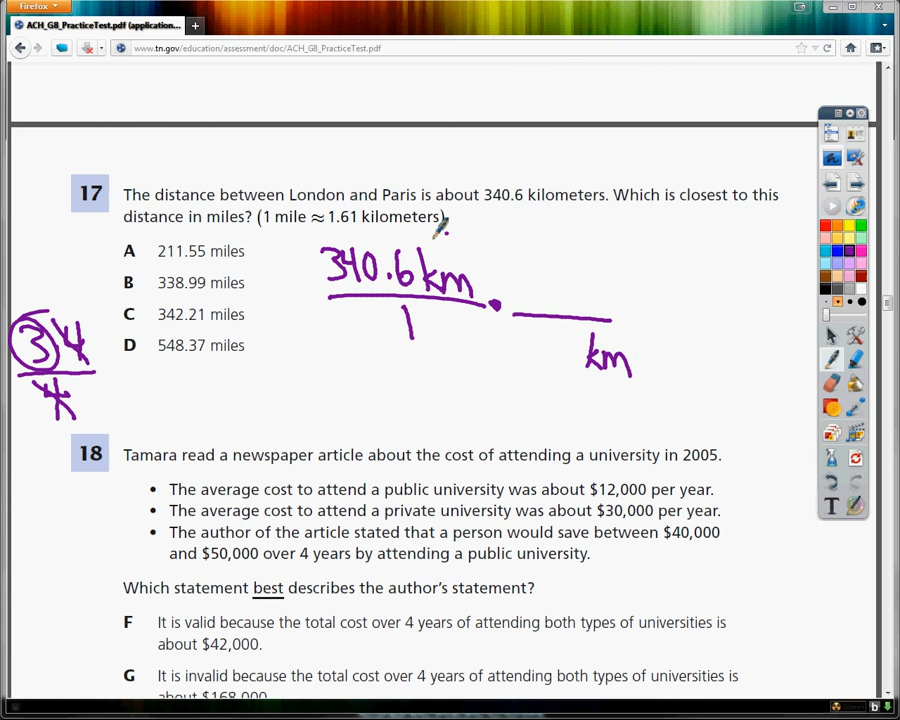 Firefox
ACH_G8_PracticeTest.pdf (application...
www.tn.gov/education/assessment/doc/ACH_G8_PracticeTest.pdf
17
The distance between London and Paris is about 340.6 kilometers. Which is closest to this
distance in miles? (1 mile ≈ 1.61 kilometers).
A 211.55 miles
B 338.99 miles
C 342.21 miles
D 548.37 miles
340.6 km
1
km
3 4
4
18
Tamara read a newspaper article about the cost of attending a university in 2005.
• The average cost to attend a public university was about $12,000 per year.
• The average cost to attend a private university was about $30,000 per year.
• The author of the article stated that a person would save between $40,000
and $50,000 over 4 years by attending a public university.
Which statement best describes the author's statement?
F It is valid because the total cost over 4 years of attending both types of universities is
about $42,000.
G It is invalid because the total cost over 4 years of attending both types of universities is
about $168,000.
T
b